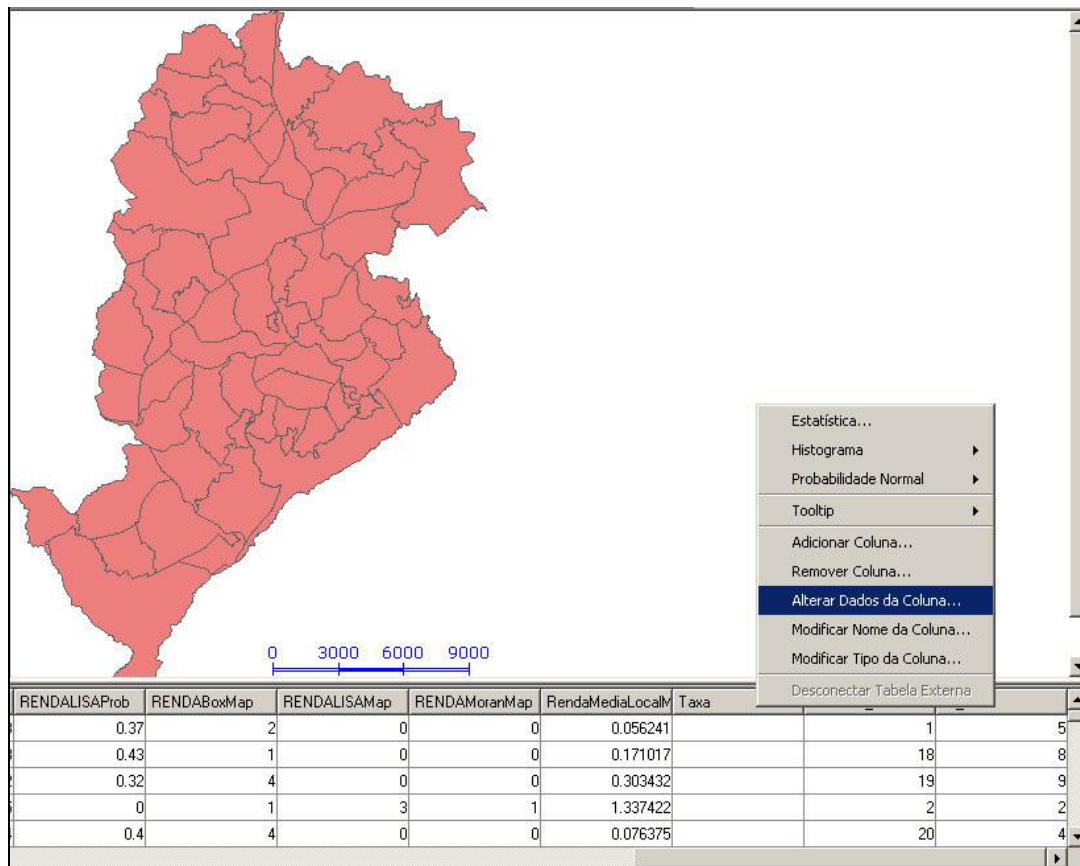 Estatística...
Histograma
Probabilidade Normal
Tooltip
Adicionar Coluna...
Remover Coluna...
Alterar Dados da Coluna...
Modificar Nome da Coluna...
Modificar Tipo da Coluna...
Desconectar Tabela Externa
0 3000 6000 9000
RENDALISAProb RENDABoxMap RENDALISAMap RENDAMoranMap RendaMediaLocalM Taxa
0.37 2 0 0 0.056241 1 5
0.43 1 0 0 0.171017 18 8
0.32 4 0 0 0.303432 19 9
0 1 3 1 1.337422 2 2
0.4 4 0 0 0.076375 20 4